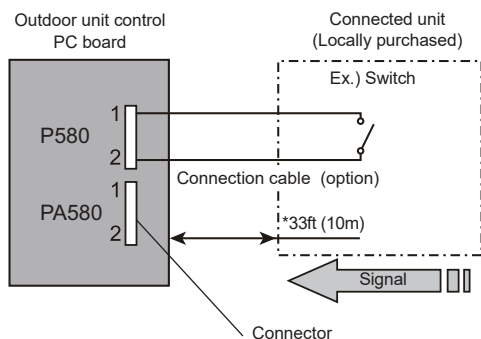 Outdoor unit control
PC board
Connected unit
(Locally purchased)
Ex.) Switch
P580
1
2
Connection cable (option)
PA580
1
2
*33ft (10m)
Signal
Connector